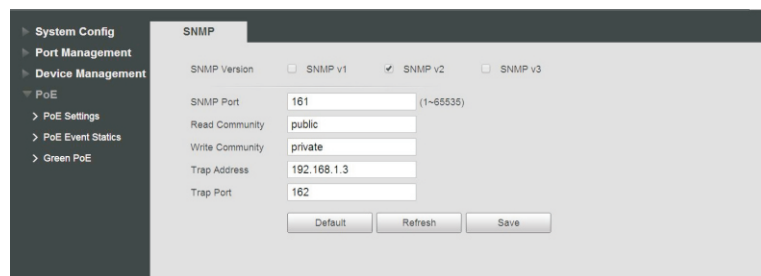 System Config
Port Management
Device Management
PoE
PoE Settings
PoE Event Statics
Green PoE
SNMP
SNMP Version SNMP v1 SNMP v2 SNMP v3
SNMP Port 161 (1~65535)
Read Community public
Write Community private
Trap Address 192.168.1.3
Trap Port 162
Default Refresh Save